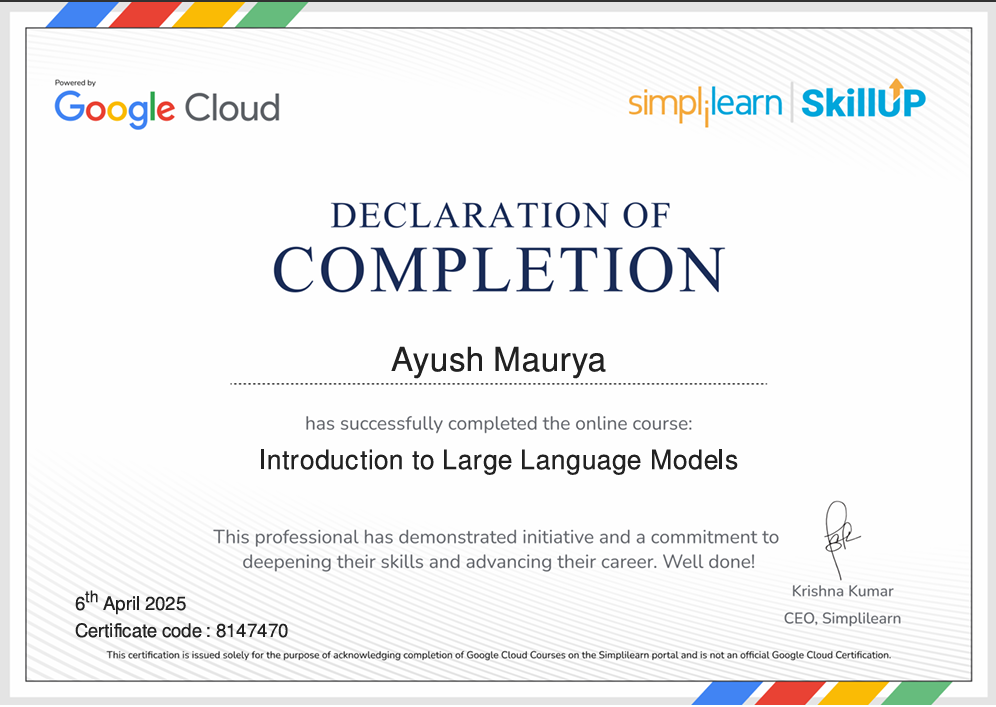 Powered by
Google Cloud
simplilearn | SkillUP
DECLARATION OF
COMPLETION
Ayush Maurya
has successfully completed the online course:
Introduction to Large Language Models
This professional has demonstrated initiative and a commitment to
deepening their skills and advancing their career. Well done!
Krishna Kumar
CEO, Simplilearn
6th April 2025
Certificate code : 8147470
This certification is issued solely for the purpose of acknowledging completion of Google Cloud Courses on the Simplilearn portal and is not an official Google Cloud Certification.